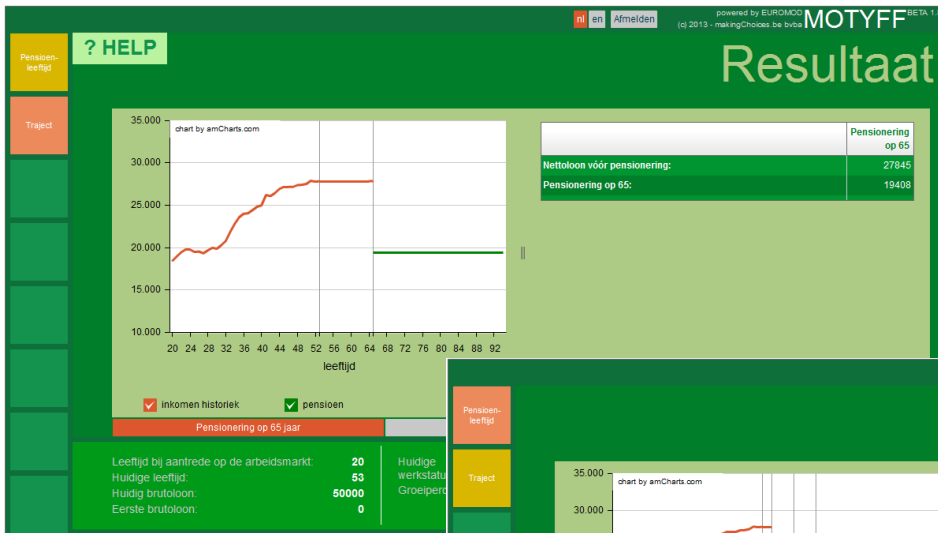 nl en Afmelden
powered by EUROMOD
(c) 2013 - makingChoices.be bvba
MOTYFF BETA 1.
Pensioen-
leeftijd
? HELP
Resultaat
Traject
35.000
chart by amCharts.com
30.000
25.000
20.000
15.000
10.000
20 24 28 32 36 40 44 48 52 56 60 64 68 72 76 80 84 88 92
leeftijd
inkomen historiek
pensioen
Pensionering op 65 jaar
Pensionering
op 65
Nettoloon vóór pensionering: 27845
Pensionering op 65: 19408
Leeftijd bij aantrede op de arbeidsmarkt: 20
Huidige leeftijd: 53
Huidig brutoloon: 50000
Eerste brutoloon: 0
Huidige
werkstatu
Groeiperc
Pensioen-
leeftijd
Traject
35.000
chart by amCharts.com
30.000